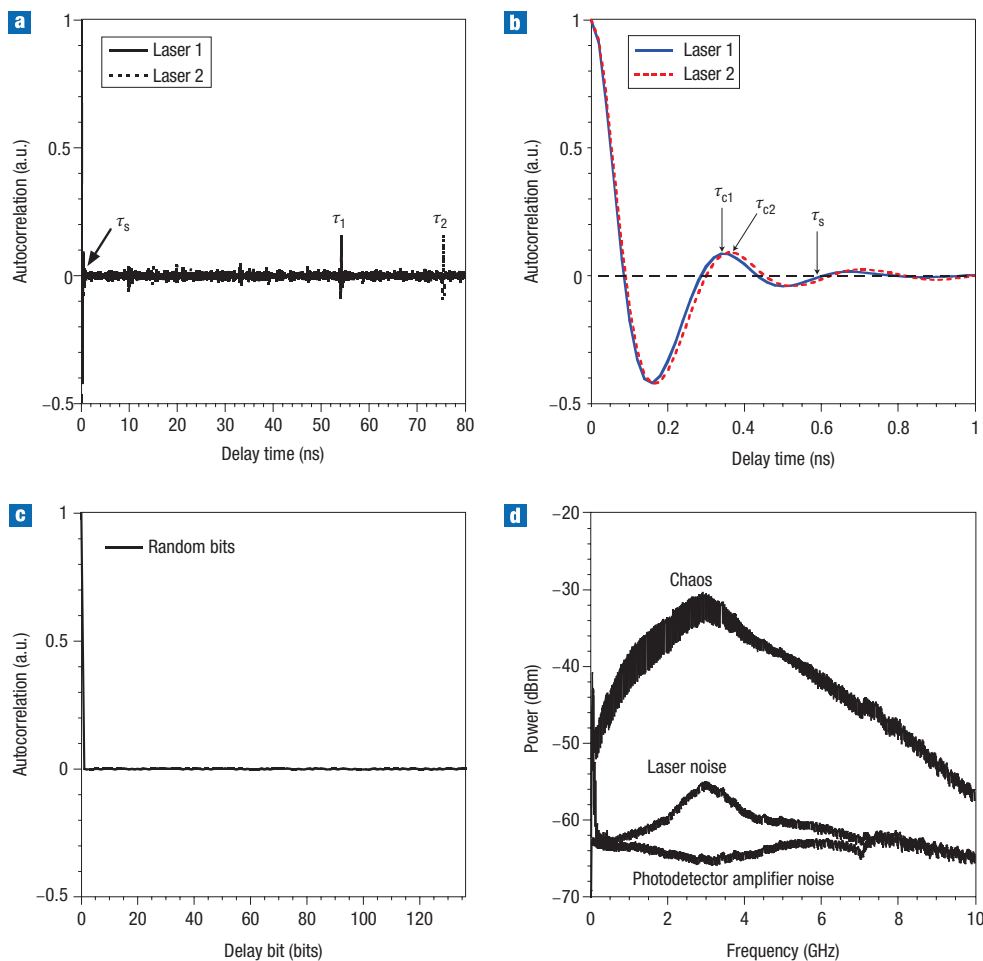 a
1
0.5
0
−0.5
Autocorrelation (a.u.)
Laser 1
Laser 2
τs
τ1
τ2
0 10 20 30 40 50 60 70 80
Delay time (ns)
b
1
0.5
0
−0.5
Autocorrelation (a.u.)
Laser 1
Laser 2
τc1
τc2
τs
0 0.2 0.4 0.6 0.8 1
Delay time (ns)
c
1
0.5
0
−0.5
Autocorrelation (a.u.)
Random bits
0 20 40 60 80 100 120
Delay bit (bits)
d
−20
−30
−40
−50
−60
−70
Power (dBm)
Chaos
Laser noise
Photodetector amplifier noise
0 2 4 6 8 10
Frequency (GHz)